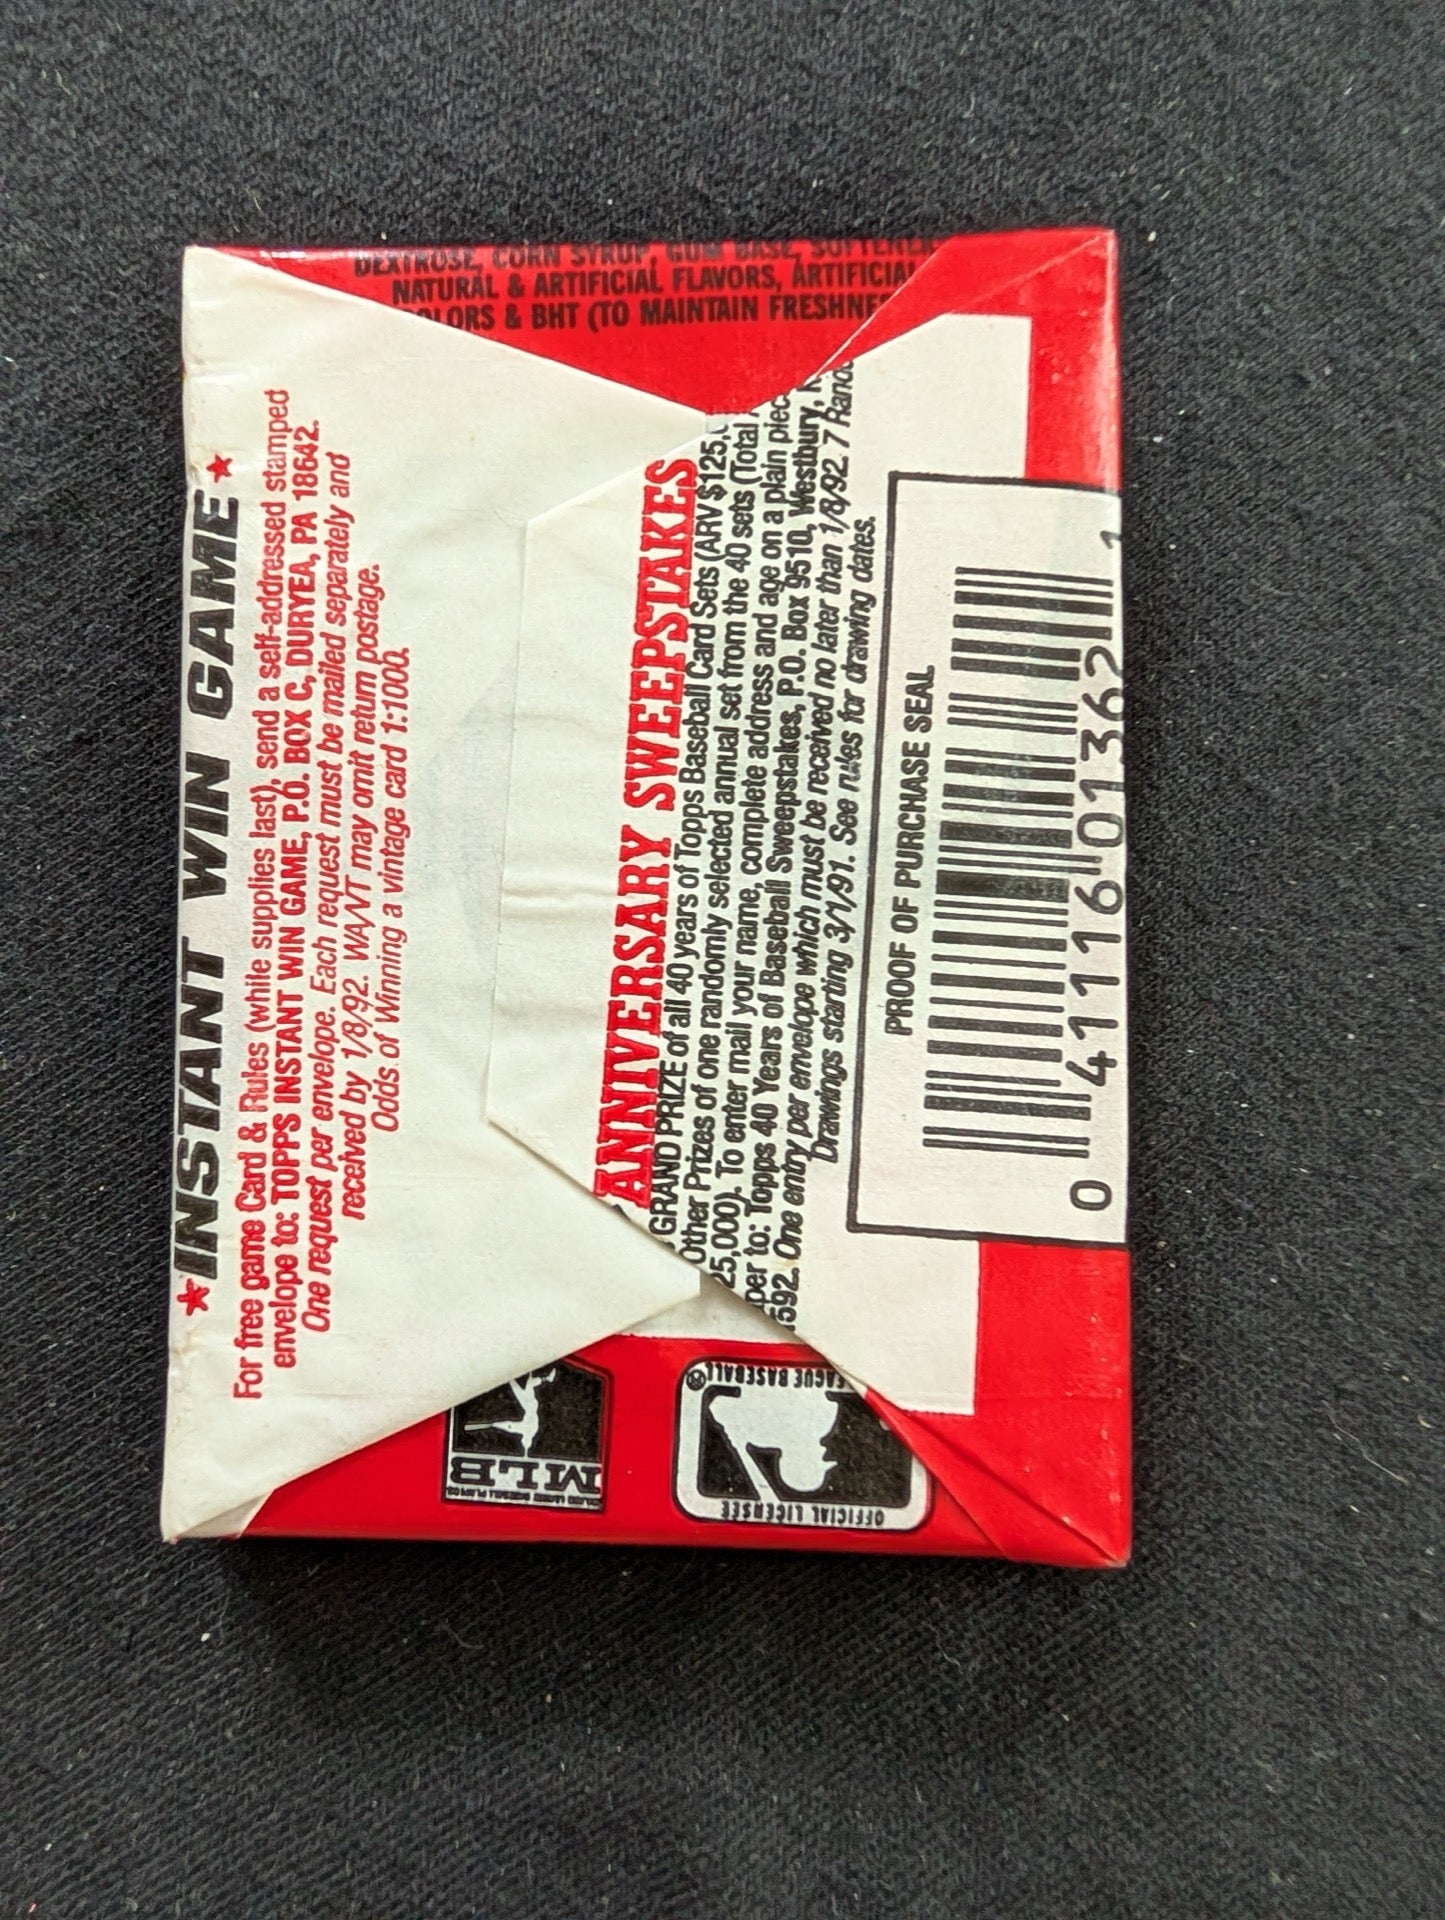 DEXTROSE, CORN SYRUP, GUM BASE, SOFTENER
NATURAL & ARTIFICIAL FLAVORS, ARTIFICIAL
COLORS & BHT (TO MAINTAIN FRESHNE
★INSTANT WIN GAME★
For free game Card & Rules (while supplies last), send a self-addressed stamped
envelope to: TOPPS INSTANT WIN GAME, P.O. BOX C, DURYEA, PA 18642.
One request per envelope. Each request must be mailed separately and
received by 1/8/92. WA/VT may omit return postage.
Odds of Winning a vintage card 1:1000.
ANNIVERSARY SWEEPSTAKES
GRAND PRIZE of all 40 years of Topps Baseball Card Sets (ARV $125,
Other Prizes of one randomly selected annual set from the 40 sets (Total
25,000). To enter mail your name, complete address and age on a plain piec
per to: Topps 40 Years of Baseball Sweepstakes, P.O. Box 9510, Westbury,
1592. One entry per envelope which must be received no later than 1/8/92. 7 Rand
Drawings starting 3/1/91. See rules for drawing dates.
PROOF OF PURCHASE SEAL
0 41116 01362 1
MLB
EAGUE BASEBALL ®
OFFICIAL LICENSEE